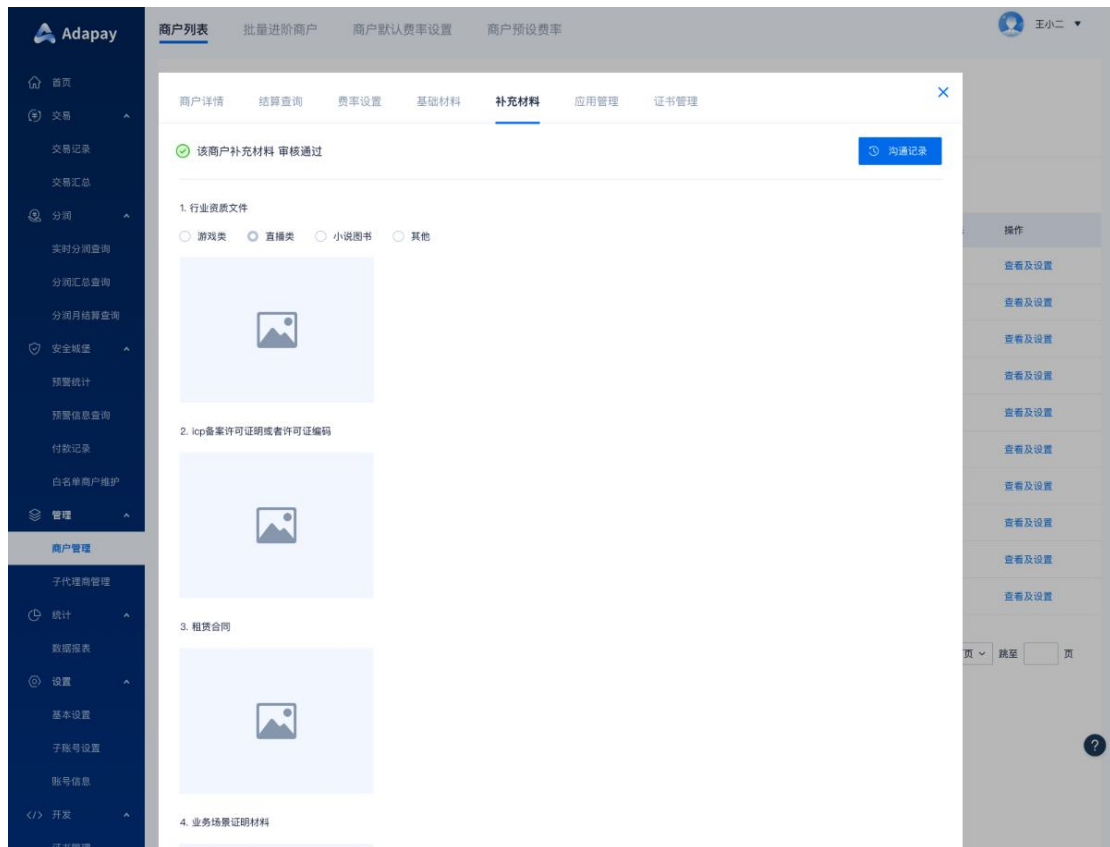 Adapay
商户列表 批量进阶商户 商户默认费率设置 商户预设费率
王小二
首页
交易
交易记录
交易汇总
分润
实时分润查询
分润汇总查询
分润月结算查询
安全城堡
预警统计
预警信息查询
付款记录
白名单商户维护
管理
商户管理
子代理商管理
统计
数据报表
设置
基本设置
子账号设置
账号信息
</> 开发
证书管理
商户详情 结算查询 费率设置 基础材料 补充材料 应用管理 证书管理
该商户补充材料 审核通过
沟通记录
1. 行业资质文件
游戏类 直播类 小说图书 其他
2. icp备案许可证明或者许可证编码
3. 租赁合同
4. 业务场景证明材料
操作
查看及设置
查看及设置
查看及设置
查看及设置
查看及设置
查看及设置
查看及设置
查看及设置
查看及设置
查看及设置
页 跳至 页
?